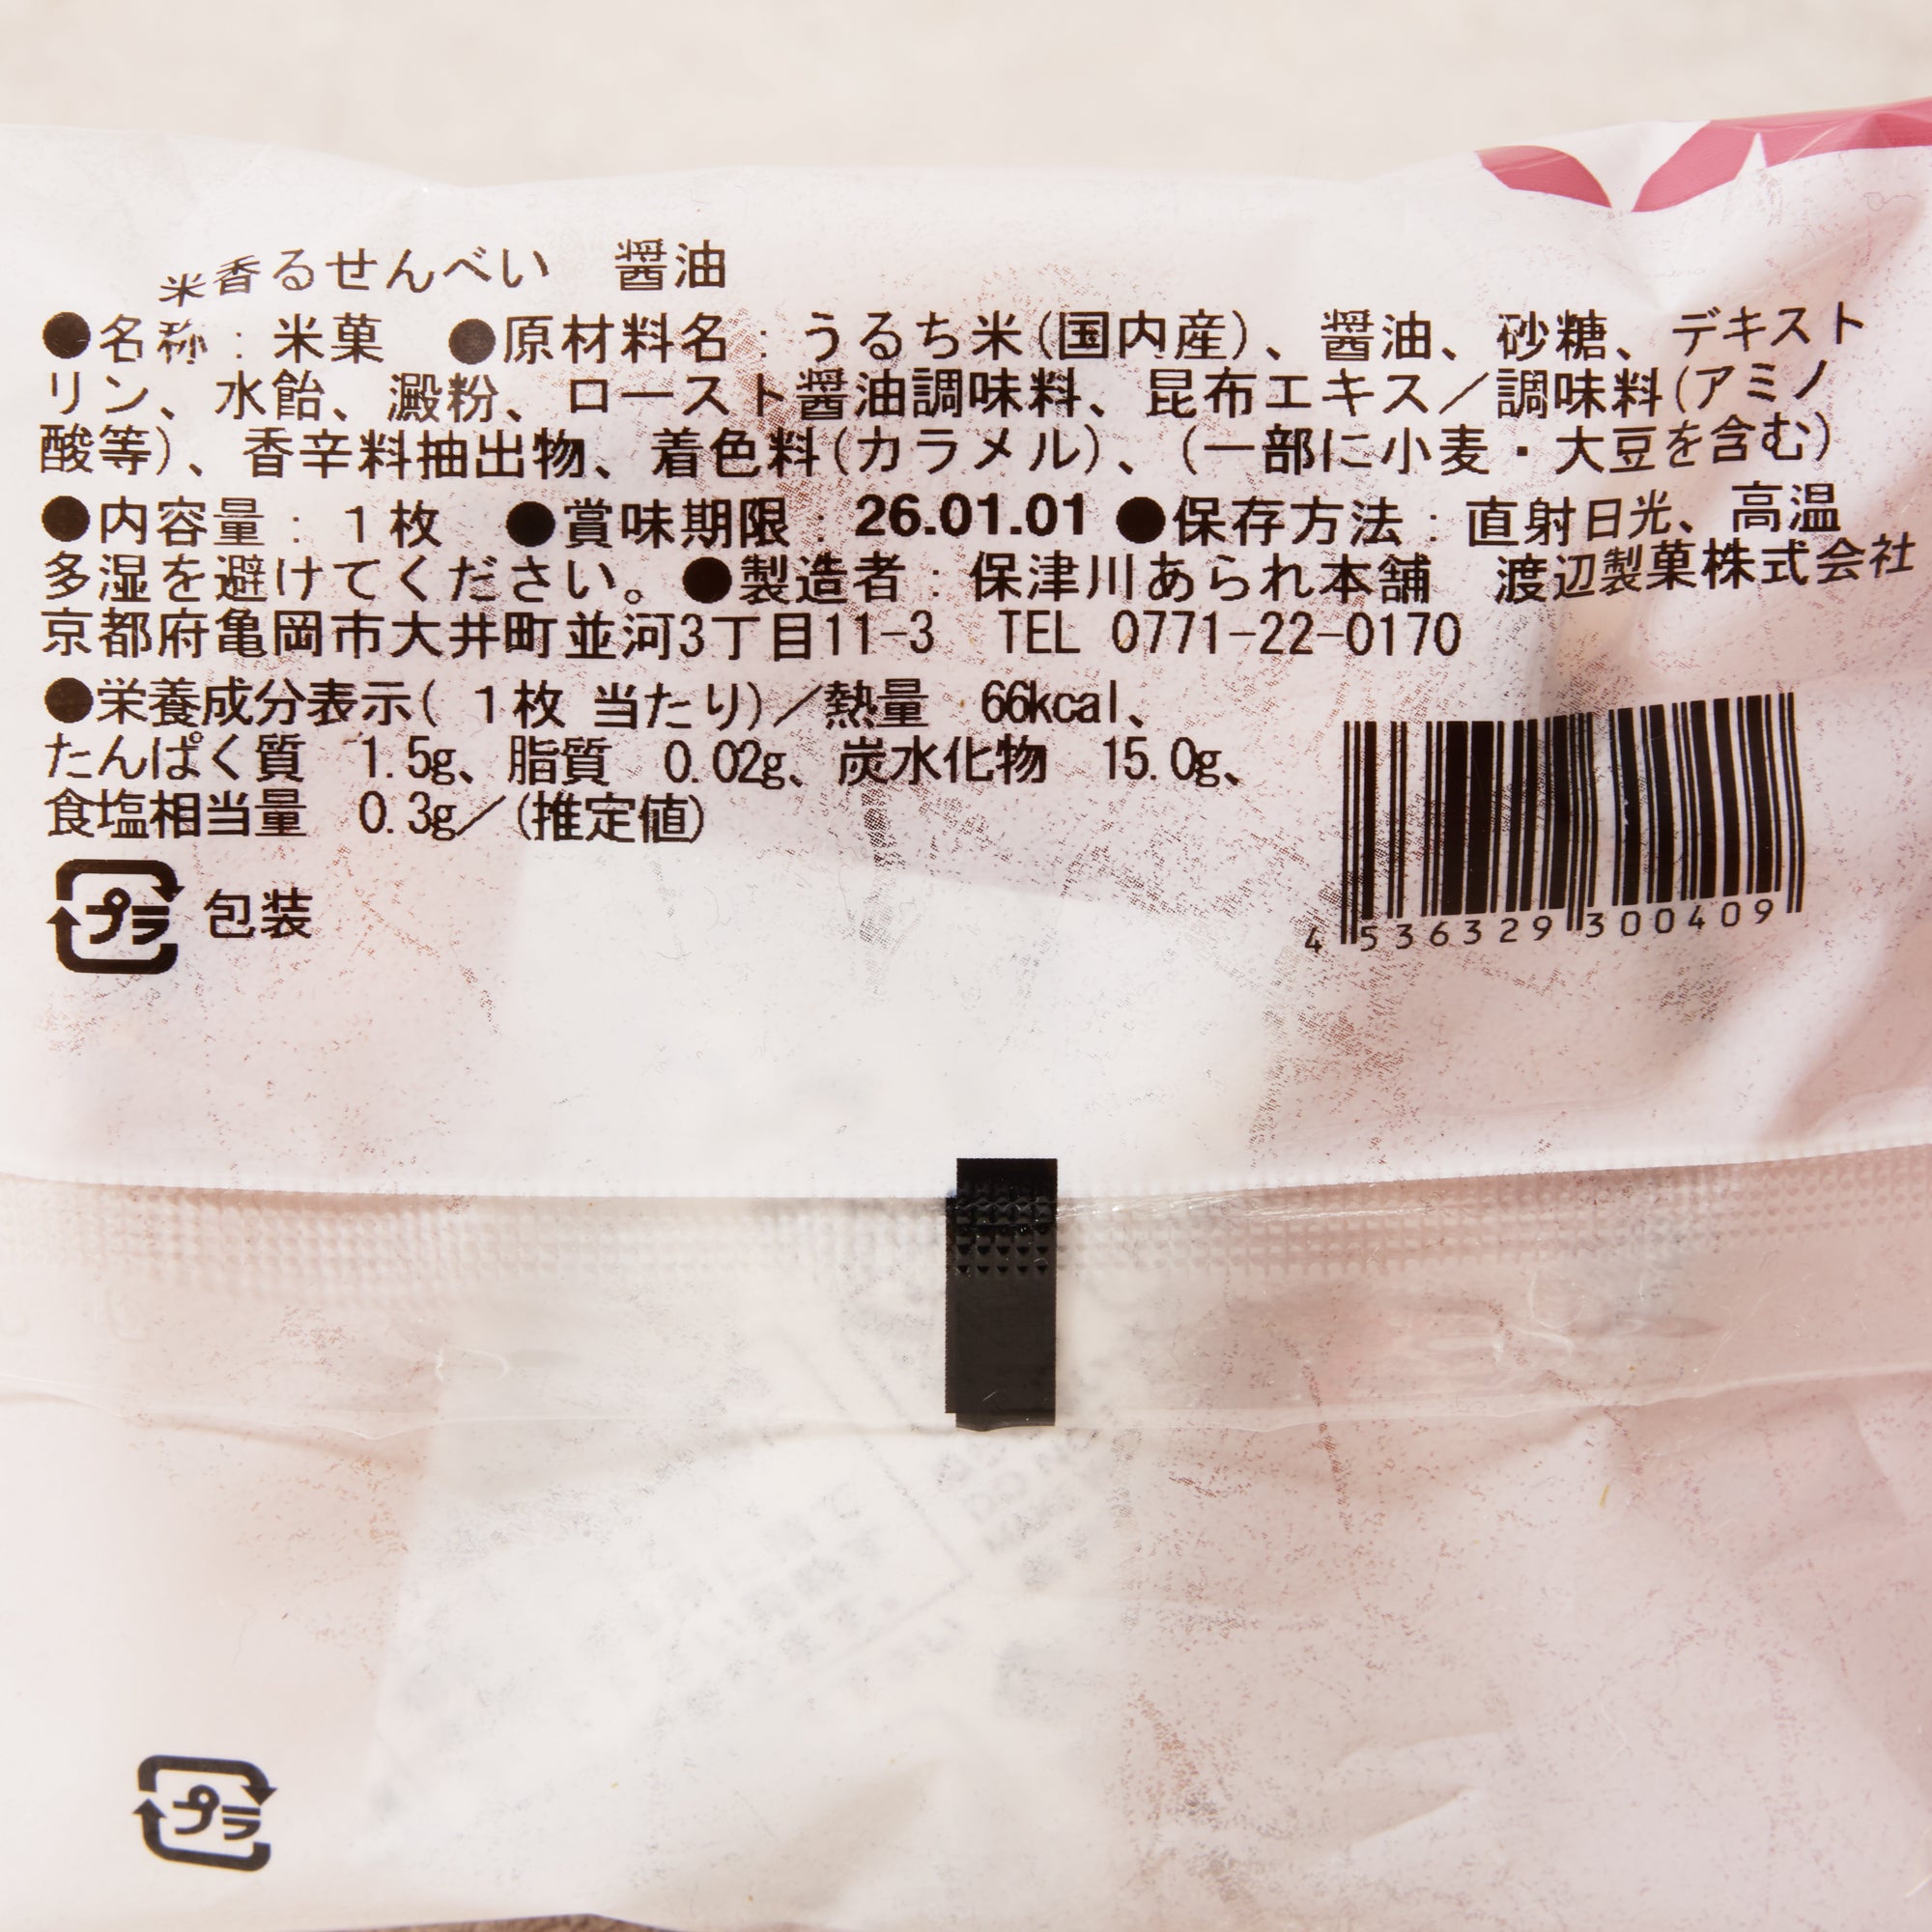 米香るせんべい　醤油
●名称：米菓　●原材料名：うるち米(国内産)、醤油、砂糖、デキスト
リン、水飴、澱粉、ロースト醤油調味料、昆布エキス／調味料(アミノ
酸等)、香辛料抽出物、着色料(カラメル)、(一部に小麦・大豆を含む)
●内容量：１枚　●賞味期限：26.01.01 ●保存方法：直射日光、高温
多湿を避けてください。●製造者：保津川あられ本舗　渡辺製菓株式会社
京都府亀岡市大井町並河3丁目11-3　TEL 0771-22-0170
●栄養成分表示(１枚 当たり)／熱量　66kcal、
たんぱく質　1.5g、脂質　0.02g、炭水化物　15.0g、
食塩相当量　0.3g／(推定値)
プラ 包装
4 536329 300409
プラ